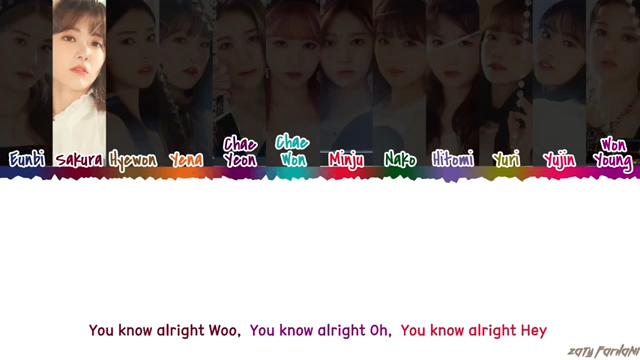 Eunbi Sakura Hyewon Yena Chae Yeon Chae Won Minju Nako Hitomi Yuri Yujin Won Young
You know alright Woo, You know alright Oh, You know alright Hey
zaty farhani